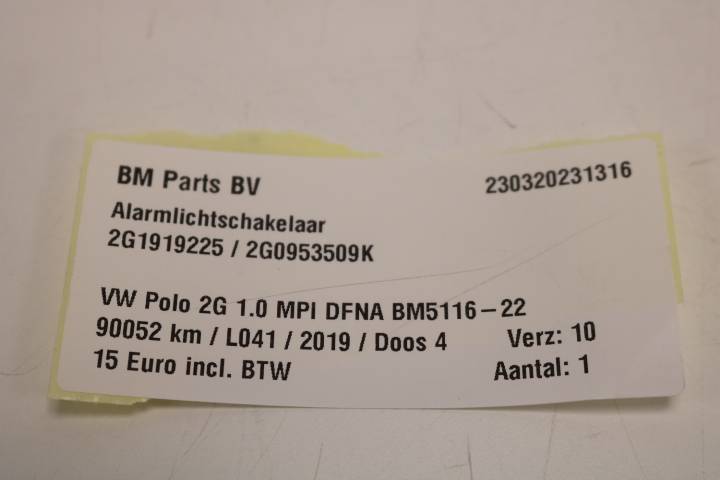 BM Parts BV 230320231316
Alarmlichtschakelaar
2G1919225 / 2G0953509K
VW Polo 2G 1.0 MPI DFNA BM5116-22
90052 km / L041 / 2019 / Doos 4 Verz: 10
15 Euro incl. BTW Aantal: 1